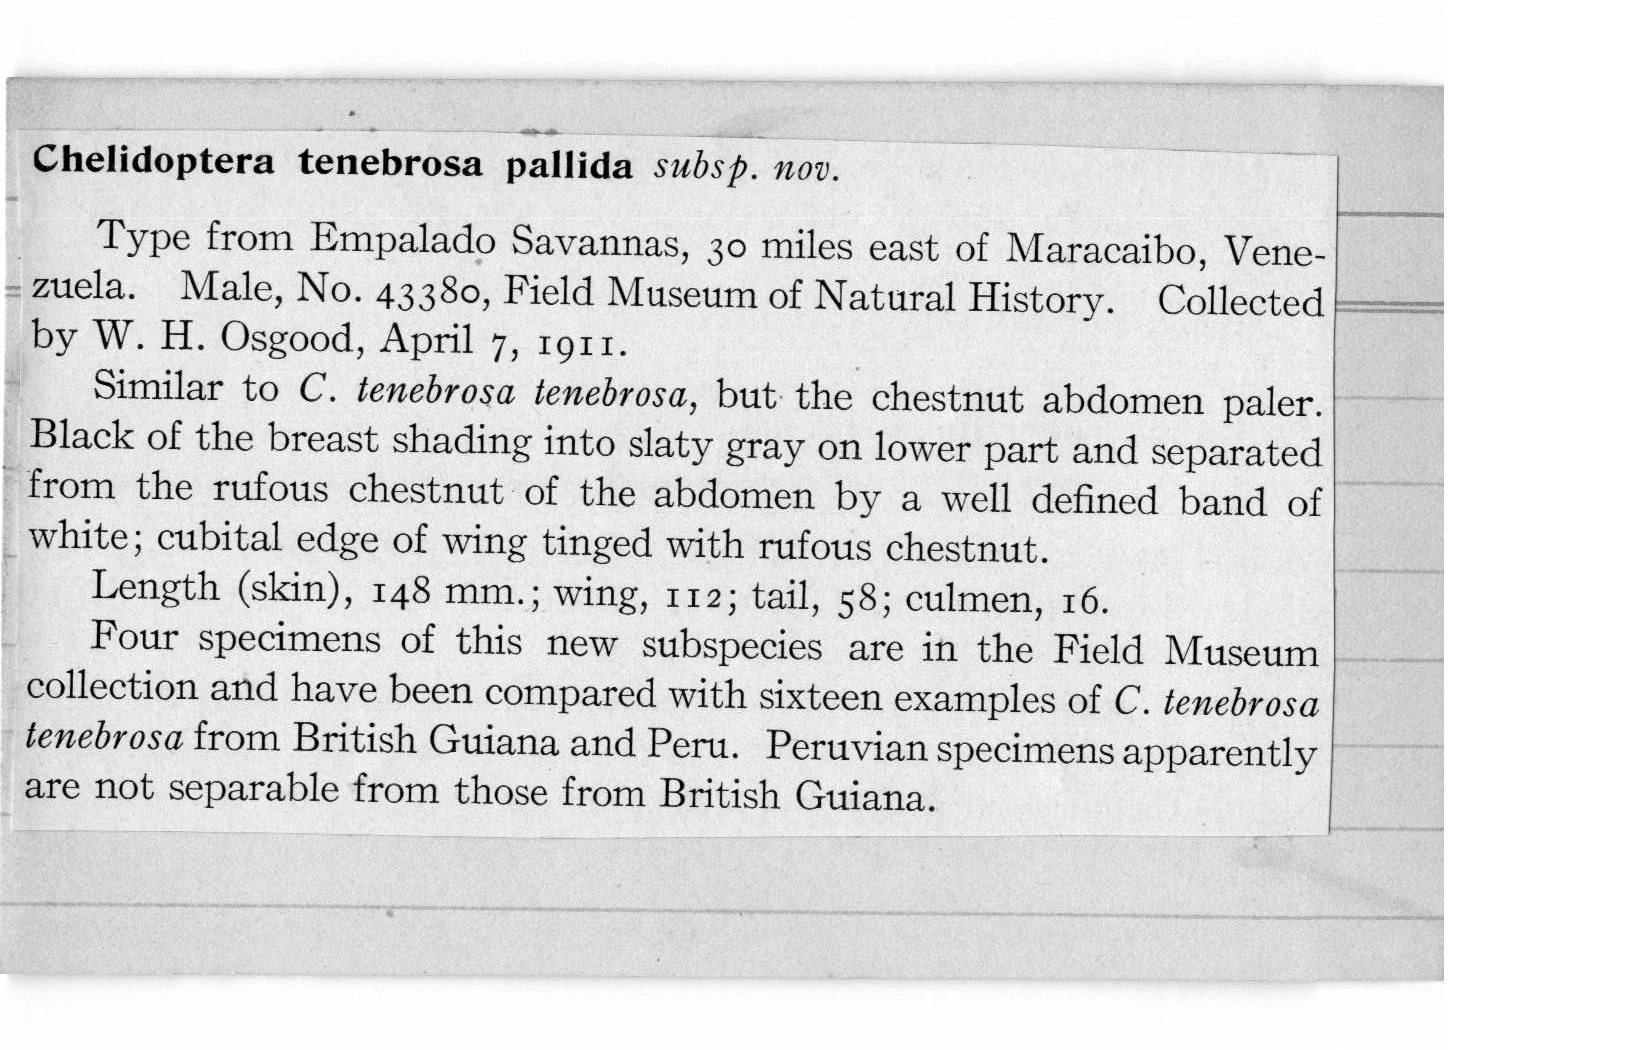 Chelidoptera tenebrosa pallida subsp. nov.
Type from Empalado Savannas, 30 miles east of Maracaibo, Vene-
zuela. Male, No. 43380, Field Museum of Natural History. Collected
by W. H. Osgood, April 7, 1911.
Similar to C. tenebrosa tenebrosa, but the chestnut abdomen paler.
Black of the breast shading into slaty gray on lower part and separated
from the rufous chestnut of the abdomen by a well defined band of
white; cubital edge of wing tinged with rufous chestnut.
Length (skin), 148 mm.; wing, 112; tail, 58; culmen, 16.
Four specimens of this new subspecies are in the Field Museum
collection and have been compared with sixteen examples of C. tenebrosa
tenebrosa from British Guiana and Peru. Peruvian specimens apparently
are not separable from those from British Guiana.